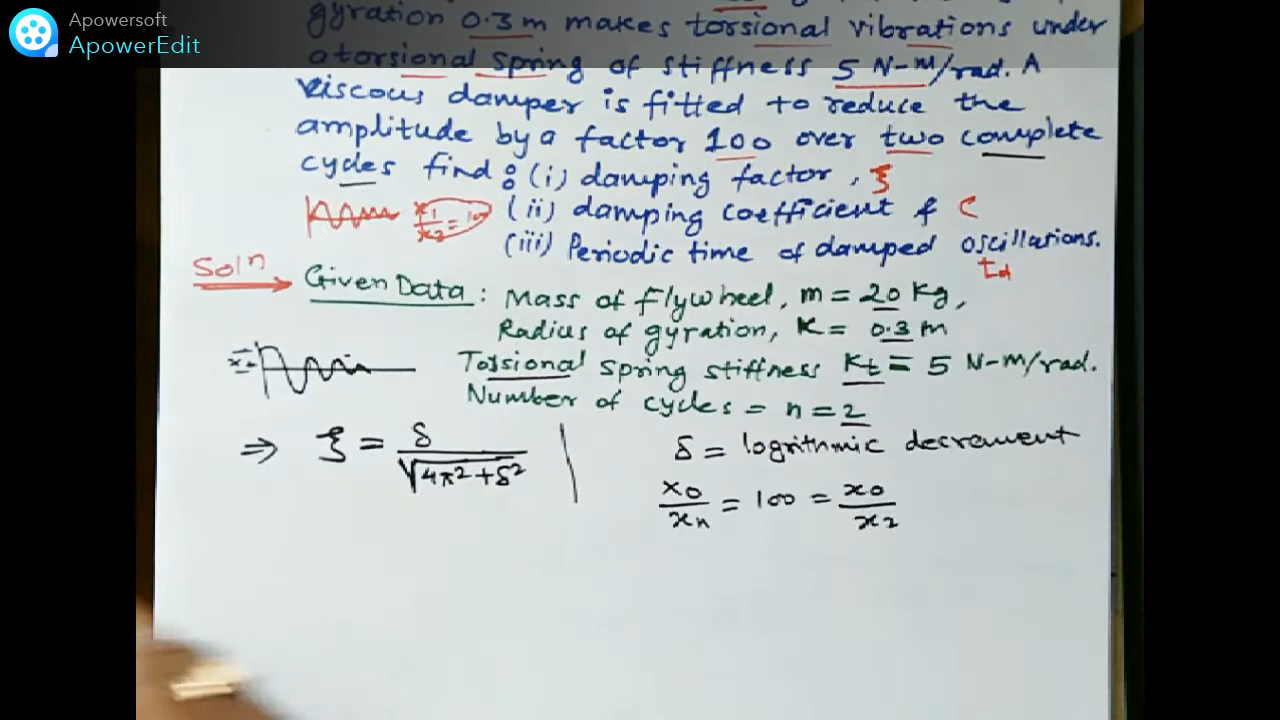 Apowersoft
ApowerEdit
gyration 0.3 m makes torsional vibrations under
a torsional spring of stiffness 5 N-m/rad. A
viscous damper is fitted to reduce the
amplitude by a factor 100 over two complete
cycles find : (i) damping factor, ξ
x1/x2 = 100 (ii) damping coefficient & C
(iii) Periodic time of damped oscillations.
td
Soln
Given Data : Mass of flywheel, m = 20 kg,
Radius of gyration, K = 0.3 m
Torsional spring stiffness Kt = 5 N-m/rad.
Number of cycles = n = 2
⇒ ξ = δ/√4π²+δ²
δ = logrithmic decrement
x0/xn = 100 = x0/x2